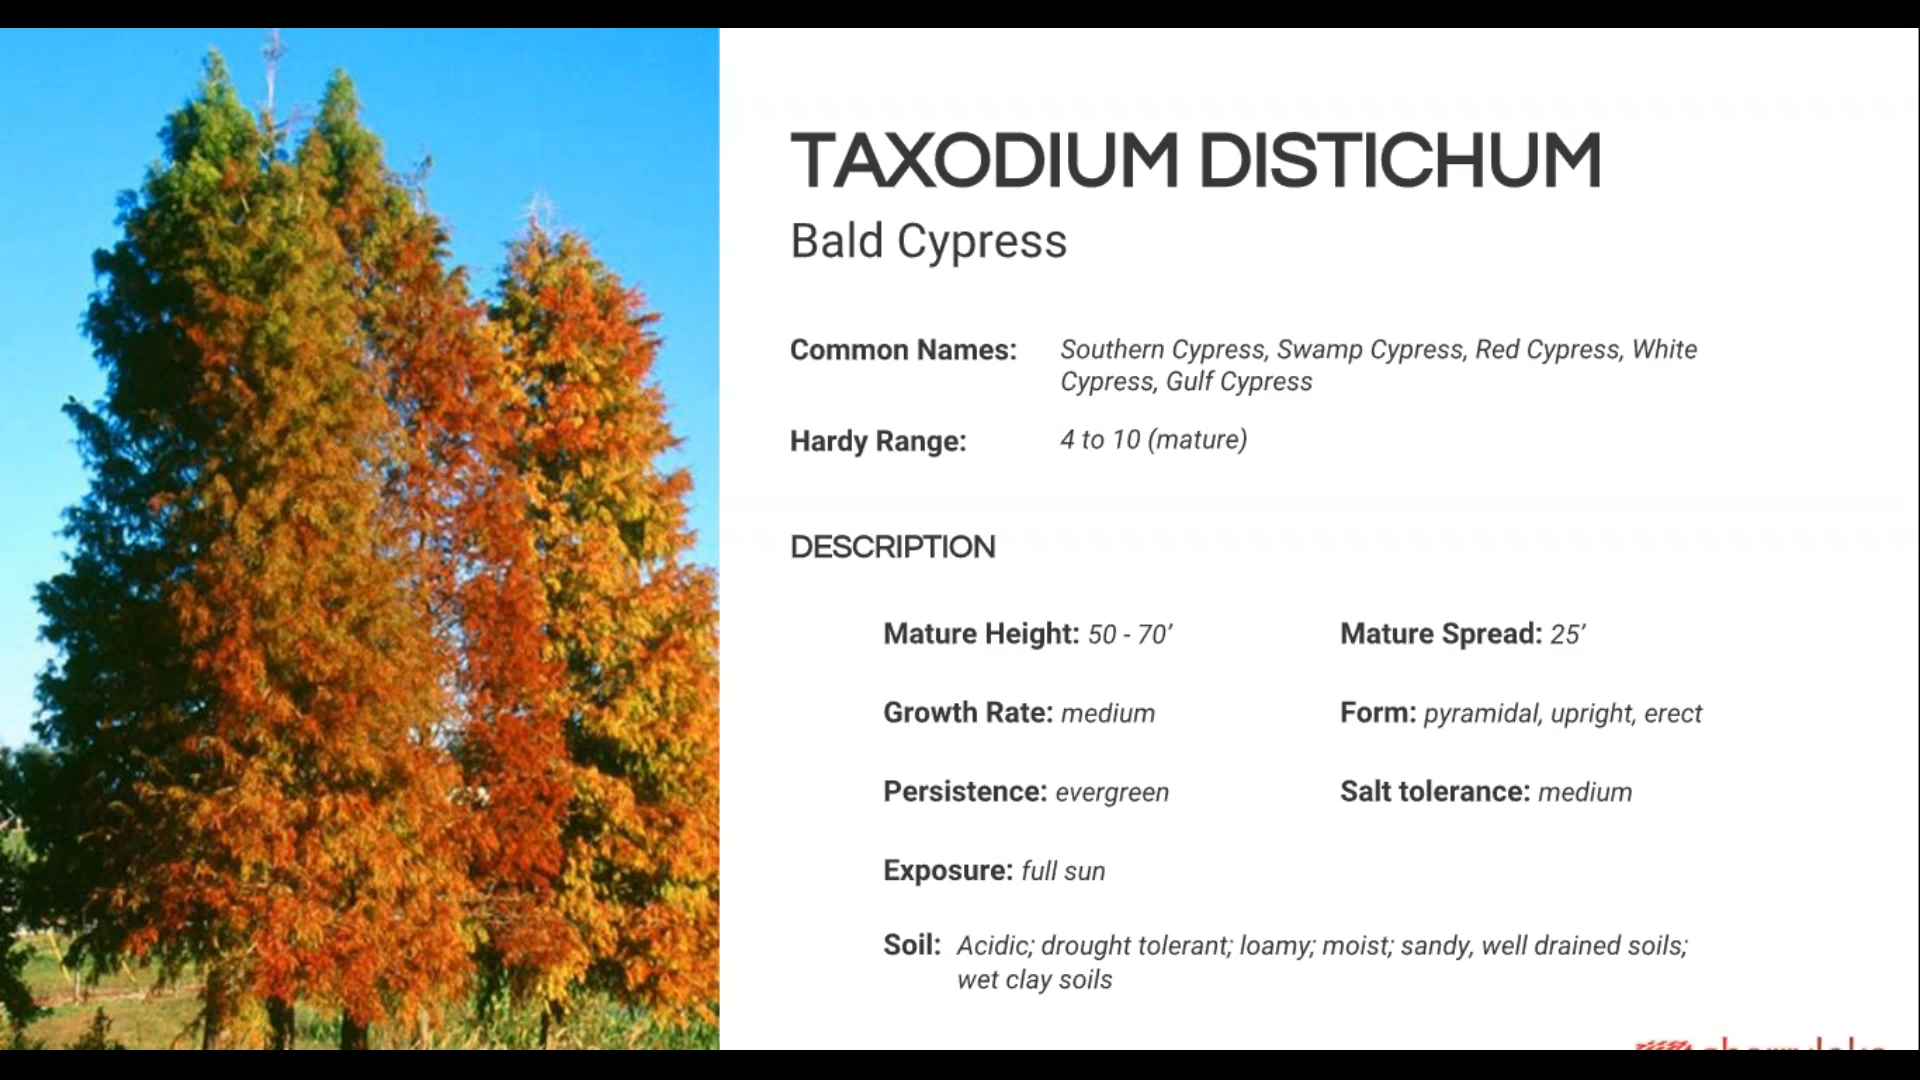 TAXODIUM DISTICHUM
Bald Cypress
Common Names: Southern Cypress, Swamp Cypress, Red Cypress, White
Cypress, Gulf Cypress
Hardy Range: 4 to 10 (mature)
DESCRIPTION
Mature Height: 50 - 70’ Mature Spread: 25’
Growth Rate: medium Form: pyramidal, upright, erect
Persistence: evergreen Salt tolerance: medium
Exposure: full sun
Soil: Acidic; drought tolerant; loamy; moist; sandy, well drained soils;
wet clay soils